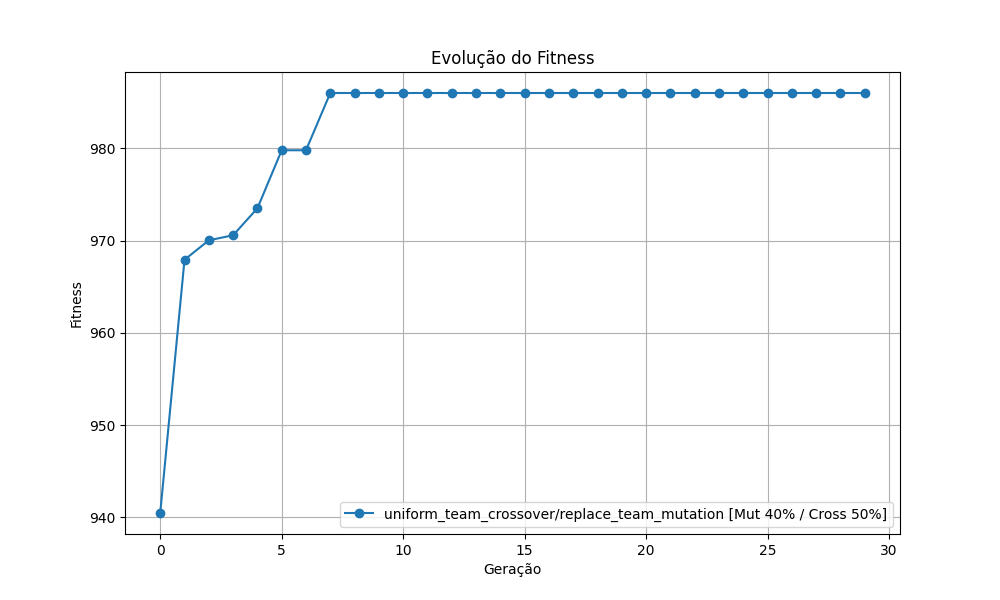 Evolução do Fitness
Fitness
980
970
960
950
940
uniform_team_crossover/replace_team_mutation [Mut 40% / Cross 50%]
0 5 10 15 20 25 30
Geração